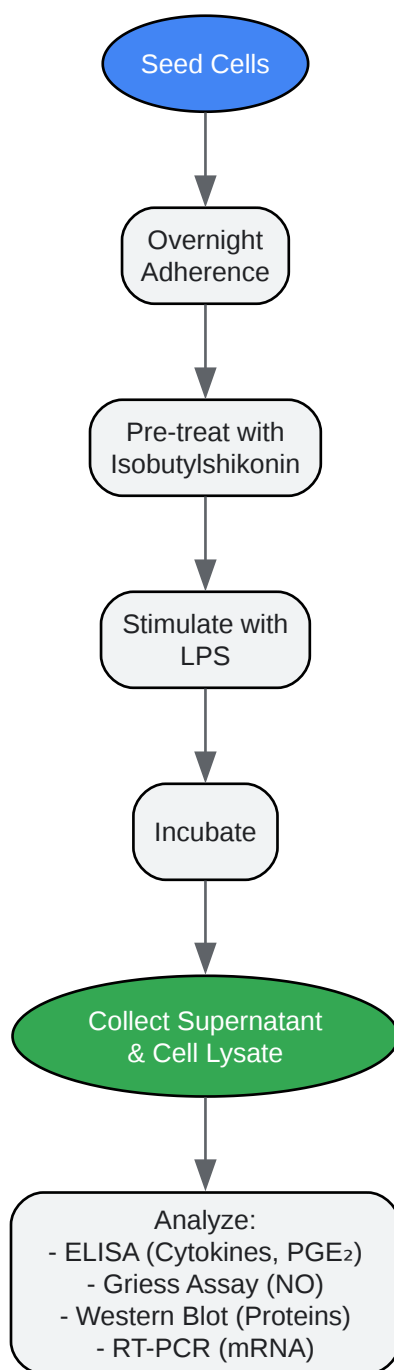 Seed Cells
Overnight
Adherence
Pre-treat with
Isobutylshikonin
Stimulate with
LPS
Incubate
Collect Supernatant
& Cell Lysate
Analyze:
- ELISA (Cytokines, PGE₂)
- Griess Assay (NO)
- Western Blot (Proteins)
- RT-PCR (mRNA)